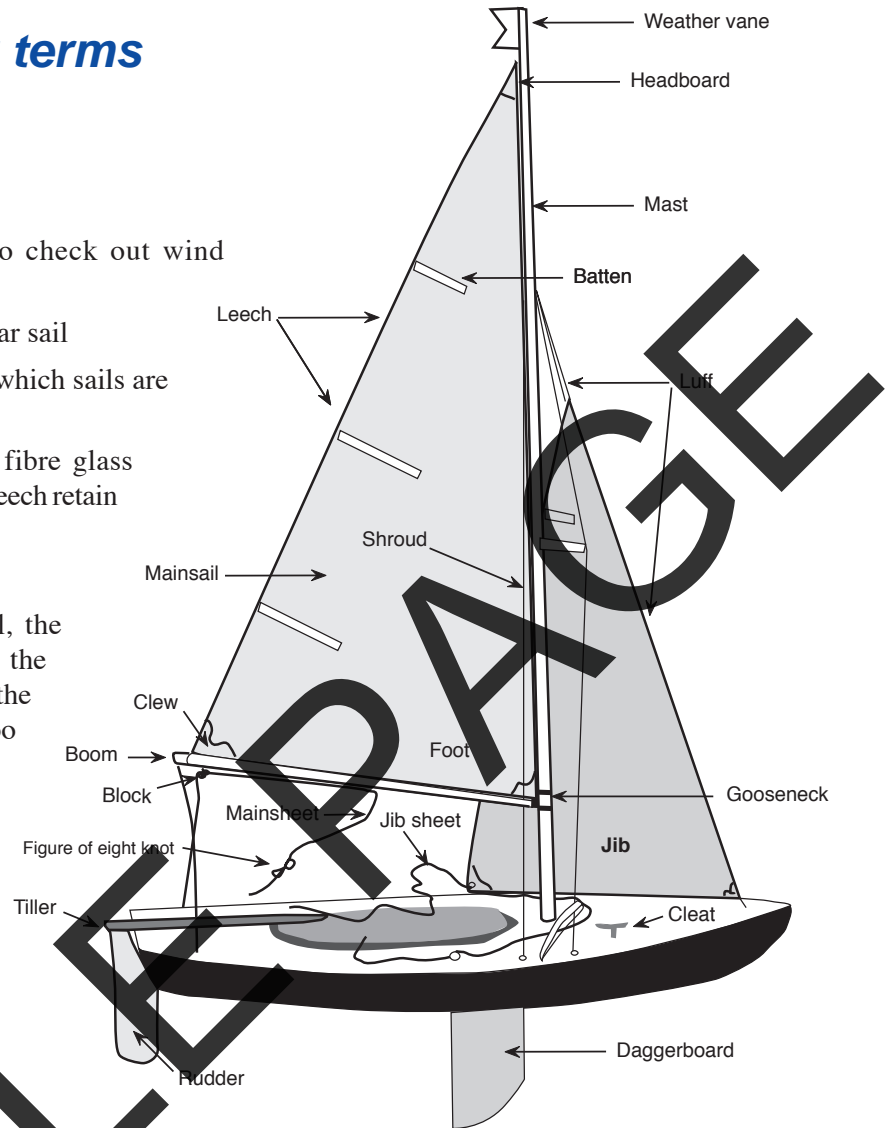 terms
Weather vane
Headboard
Mast
o check out wind
Batten
Leech
ar sail
which sails are
Luff
fibre glass
eech retain
Shroud
Mainsail
l, the
the
the
oo
Clew
Foot
Boom
Block
Gooseneck
Mainsheet
Jib sheet
Jib
Figure of eight knot
Tiller
Cleat
Daggerboard
Rudder
LE PAGE